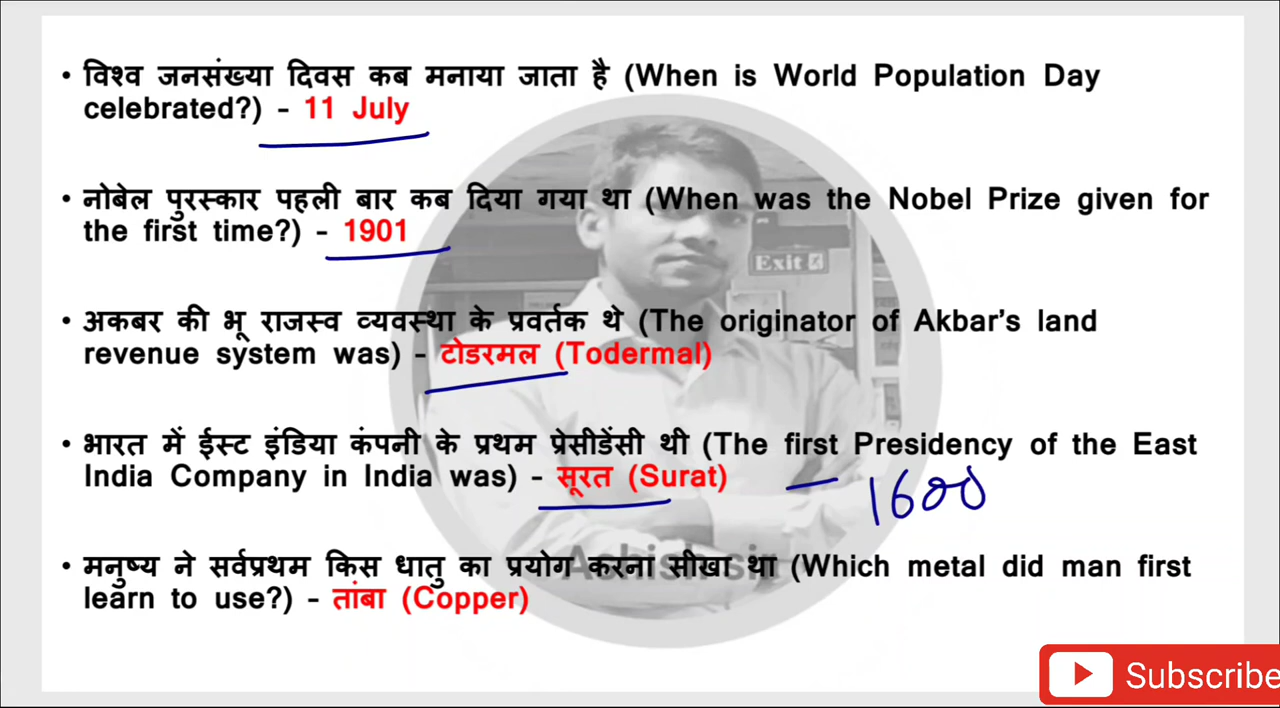 • विश्व जनसंख्या दिवस कब मनाया जाता है (When is World Population Day
celebrated?) - 11 July
• नोबेल पुरस्कार पहली बार कब दिया गया था (When was the Nobel Prize given for
the first time?) - 1901
Exit
• अकबर की भू राजस्व व्यवस्था के प्रवर्तक थे (The originator of Akbar's land
revenue system was) - टोडरमल (Todermal)
• भारत में ईस्ट इंडिया कंपनी के प्रथम प्रेसीडेंसी थी (The first Presidency of the East
India Company in India was) - सूरत (Surat)
1600
Ashish sir
• मनुष्य ने सर्वप्रथम किस धातु का प्रयोग करना सीखा था (Which metal did man first
learn to use?) - तांबा (Copper)
Subscribe